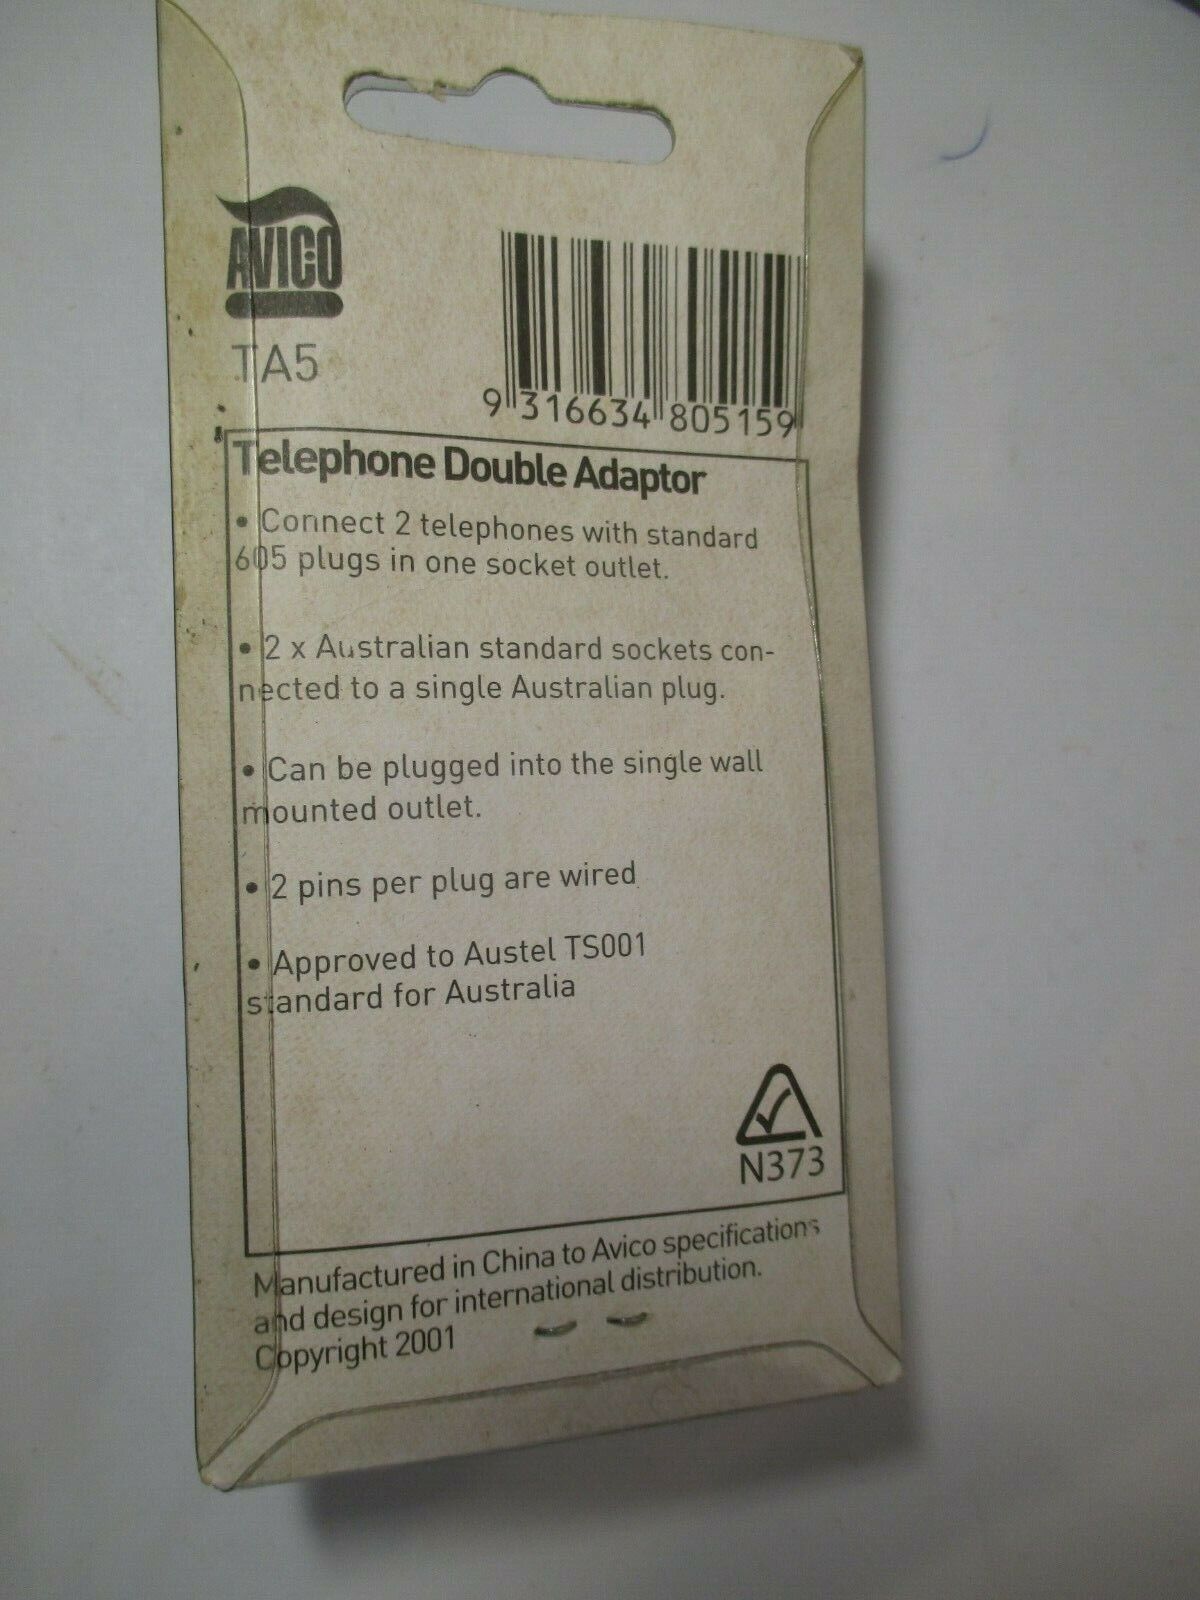 AVICO
TA5
9 316634 805159
Telephone Double Adaptor
• Connect 2 telephones with standard
605 plugs in one socket outlet.
• 2 x Australian standard sockets con-
nected to a single Australian plug.
• Can be plugged into the single wall
mounted outlet.
• 2 pins per plug are wired
• Approved to Austel TS001
standard for Australia
N373
Manufactured in China to Avico specifications
and design for international distribution.
Copyright 2001